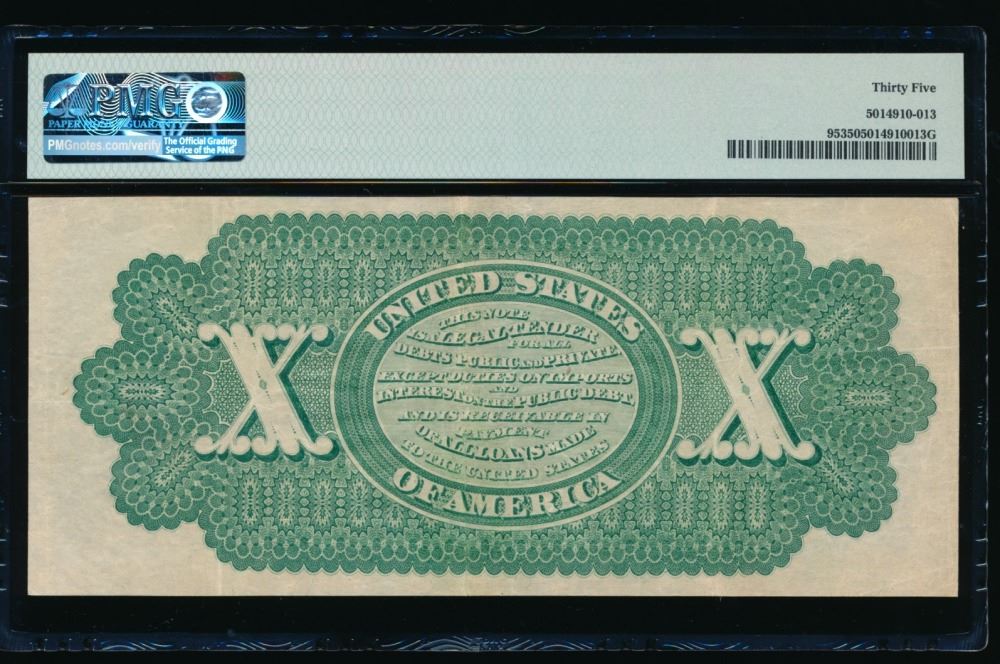 PMG
PAPER MONEY GUARANTY
PMGnotes.com/verify
The Official Grading
Service of the PNG
Thirty Five
5014910-013
953505014910013G
UNITED STATES
THIS NOTE
IS A LEGAL TENDER
FOR ALL
DEBTS PUBLIC AND PRIVATE
EXCEPT DUTIES ON IMPORTS
AND
INTEREST ON THE PUBLIC DEBT,
AND IS RECEIVABLE IN
PAYMENT
OF ALL LOANS MADE
TO THE UNITED STATES
OF AMERICA
X
X